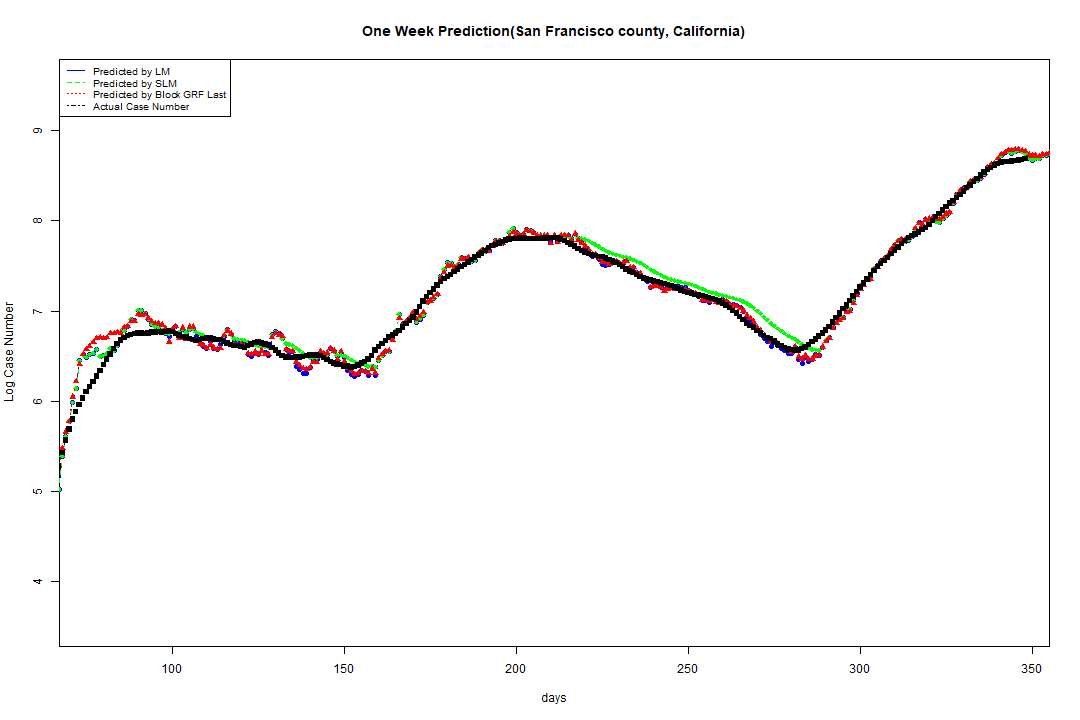 One Week Prediction(San Francisco county, California)
Predicted by LM
Predicted by SLM
Predicted by Block GRF Last
Actual Case Number
9
8
7
6
5
4
Log Case Number
100 150 200 250 300 350
days